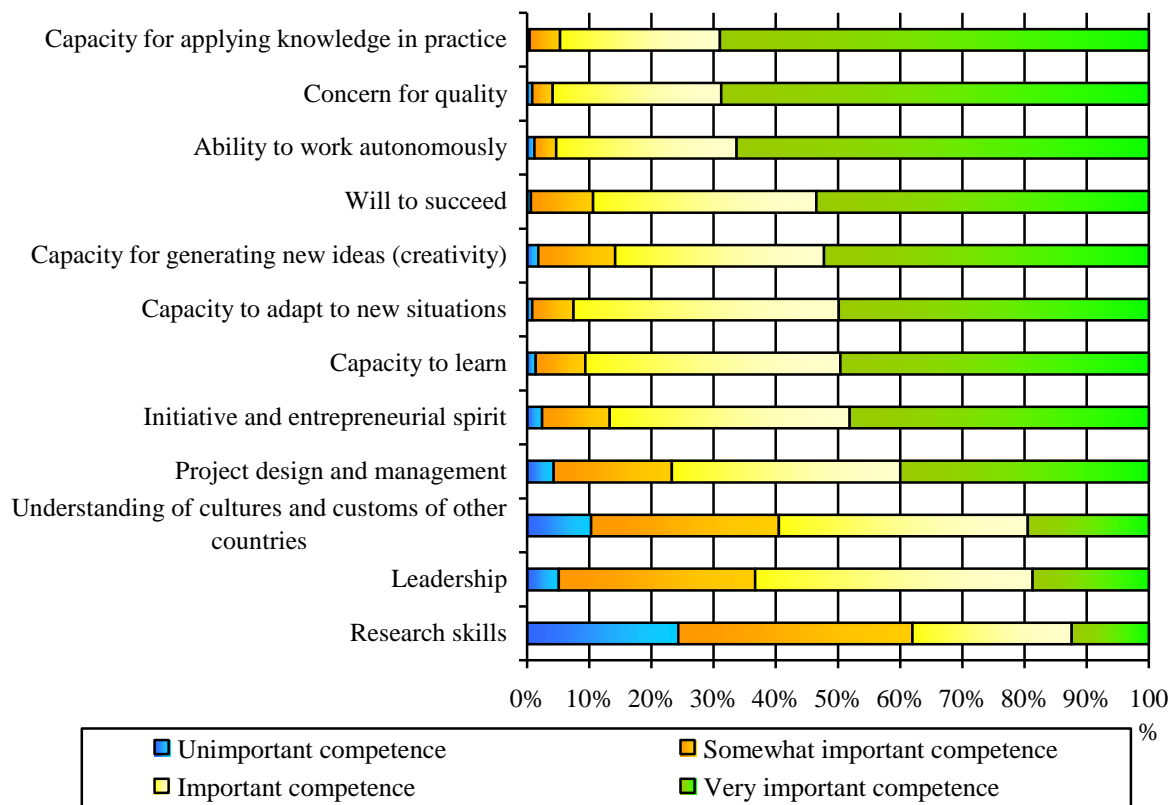 Capacity for applying knowledge in practice
Concern for quality
Ability to work autonomously
Will to succeed
Capacity for generating new ideas (creativity)
Capacity to adapt to new situations
Capacity to learn
Initiative and entrepreneurial spirit
Project design and management
Understanding of cultures and customs of other
countries
Leadership
Research skills
0% 10% 20% 30% 40% 50% 60% 70% 80% 90% 100
%
Unimportant competence Somewhat important competence
Important competence Very important competence